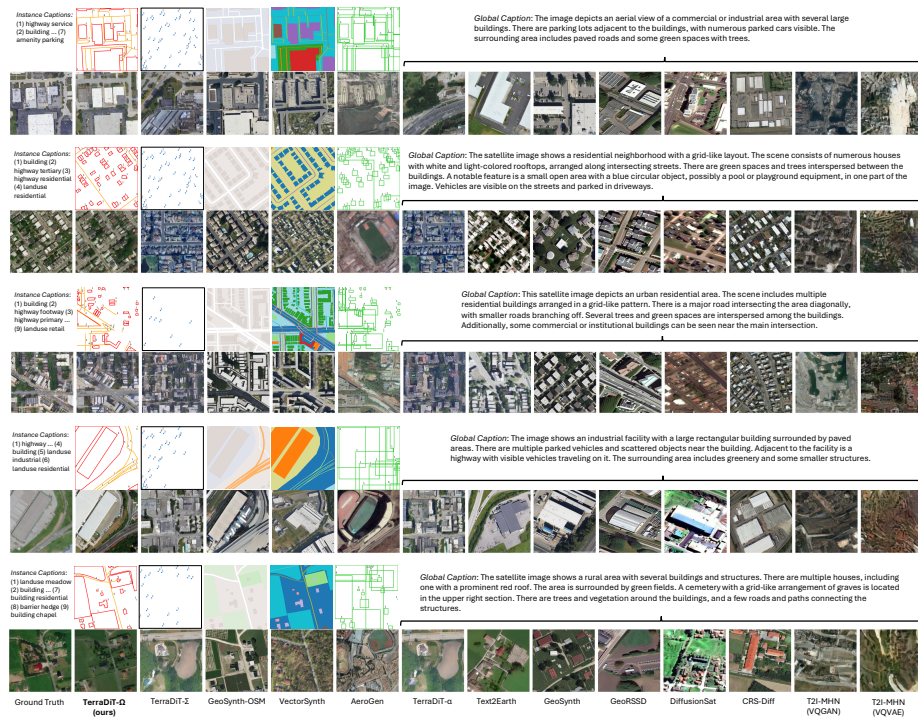 Instance Captions:
(1) highway service
(2) building ... (7)
amenity parking
Global Caption: The image depicts an aerial view of a commercial or industrial area with several large
buildings. There are parking lots adjacent to the buildings, with numerous parked cars visible. The
surrounding area includes paved roads and some green spaces with trees.
Instance Captions:
(1) building (2)
highway tertiary (3)
highway residential
(4) landuse
residential
Global Caption: The satellite image shows a residential neighborhood with a grid-like layout. The scene consists of numerous houses
with white and light-colored rooftops, arranged along intersecting streets. There are green spaces and trees interspersed between the
buildings. A notable feature is a small open area with a blue circular object, possibly a pool or playground equipment, in one part of the
image. Vehicles are visible on the streets and parked in driveways.
Instance Captions:
(1) building (2)
highway footway (3)
highway primary ...
(9) landuse retail
Global Caption: This satellite image depicts an urban residential area. The scene includes multiple
residential buildings arranged in a grid-like pattern. There is a major road intersecting the area diagonally,
with smaller roads branching off. Several trees and green spaces are interspersed among the buildings.
Additionally, some commercial or institutional buildings can be seen near the main intersection.
Instance Captions:
(1) highway ... (4)
building (5) landuse
industrial (6)
landuse residential
Global Caption: The image shows an industrial facility with a large rectangular building surrounded by paved
areas. There are multiple parked vehicles and scattered objects near the building. Adjacent to the facility is a
highway with visible vehicles traveling on it. The surrounding area includes greenery and some smaller structures.
Instance Captions:
(1) landuse meadow
(2) building ... (7)
building residential
(8) barrier hedge (9)
building chapel
Global Caption: The satellite image shows a rural area with several buildings and structures. There are multiple houses, including
one with a prominent red roof. The area is surrounded by green fields. A cemetery with a grid-like arrangement of graves is located
in the upper right section. There are trees and vegetation around the buildings, and a few roads and paths connecting the
structures.
Ground Truth TerraDiT-Ω TerraDiT-Σ GeoSynth-OSM VectorSynth AeroGen TerraDiT-α Text2Earth GeoSynth GeoRSSD DiffusionSat CRS-Diff T2I-MHN T2I-MHN
(ours) (VQGAN) (VQVAE)